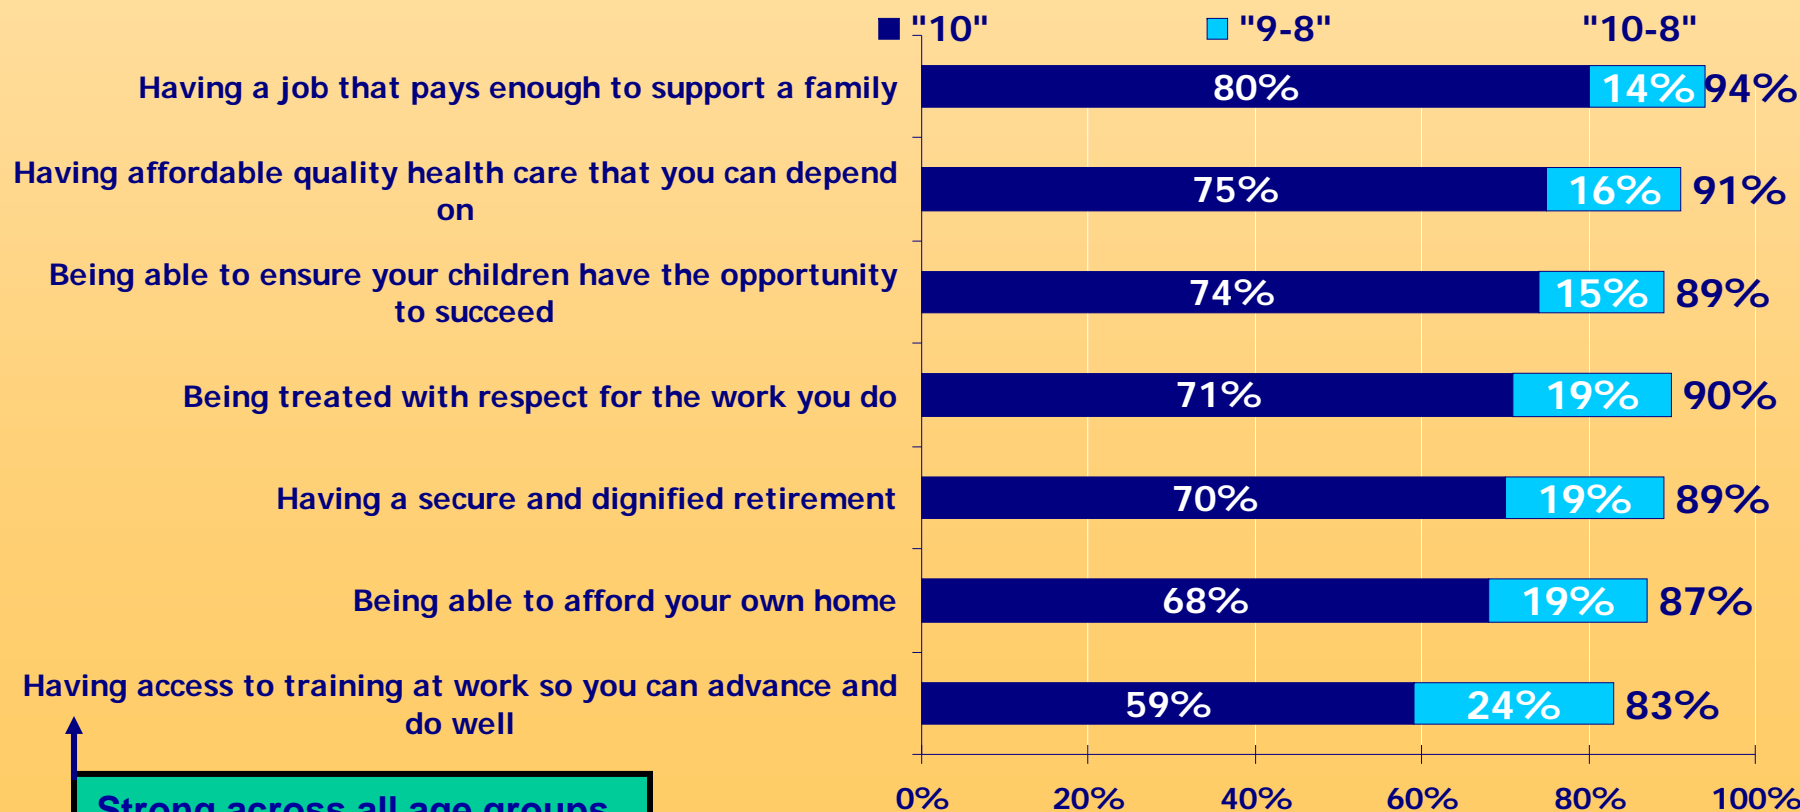 "10" "9-8" "10-8"
Having a job that pays enough to support a family 80% 14% 94%
Having affordable quality health care that you can depend
on
75% 16% 91%
Being able to ensure your children have the opportunity
to succeed
74% 15% 89%
Being treated with respect for the work you do 71% 19% 90%
Having a secure and dignified retirement 70% 19% 89%
Being able to afford your own home 68% 19% 87%
Having access to training at work so you can advance and
do well
59% 24% 83%
Strong across all age groups
0% 20% 40% 60% 80% 100%